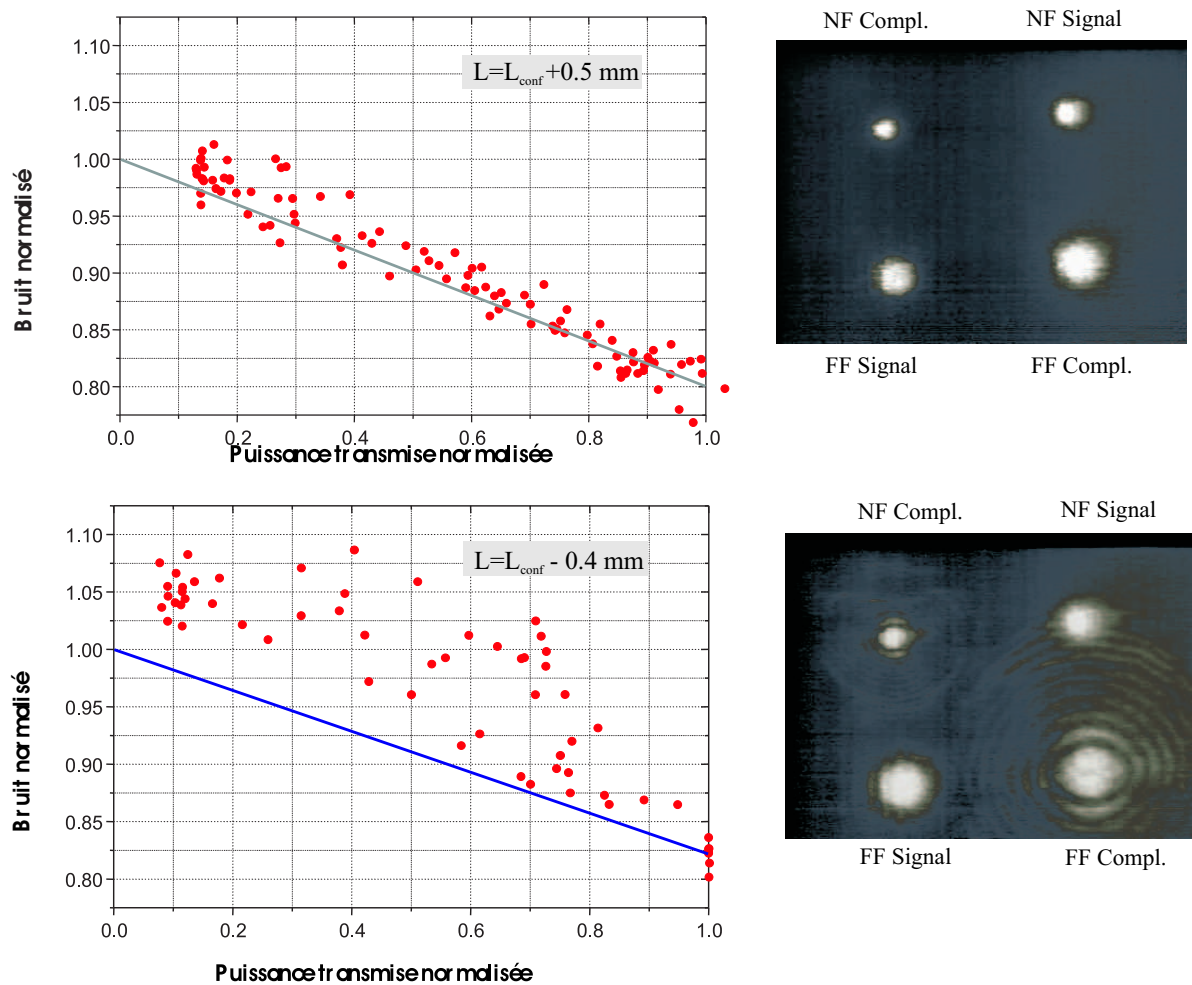 NF Compl. NF Signal
1.10
1.05
1.00
0.95
0.90
0.85
0.80
Bruit normalisé
L=Lconf +0.5 mm
0.0 0.2 0.4 0.6 0.8 1.0
Puissance transmise normalisée
FF Signal FF Compl.
NF Compl. NF Signal
1.10
1.05
1.00
0.95
0.90
0.85
0.80
Bruit normalisé
L=Lconf - 0.4 mm
0.0 0.2 0.4 0.6 0.8 1.0
Puissance transmise normalisée
FF Signal FF Compl.